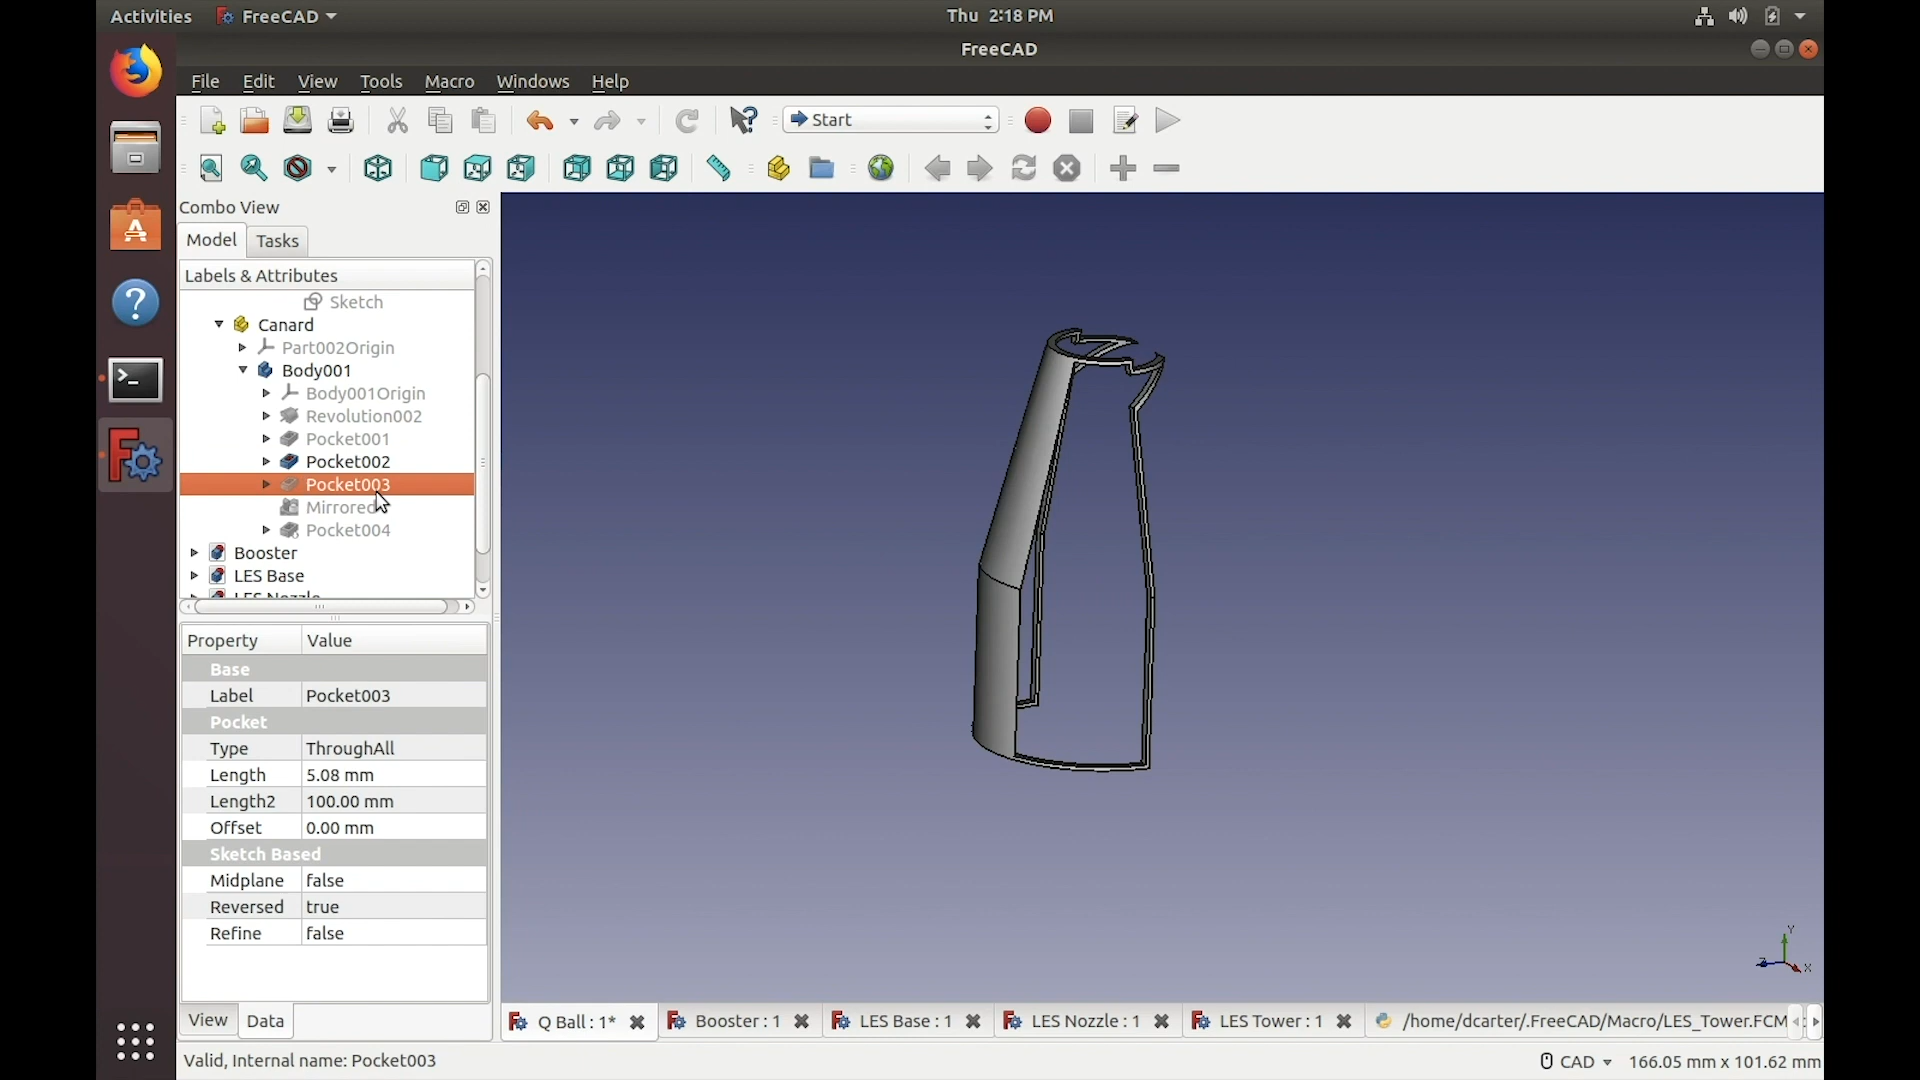 Activities FreeCAD Thu 2:18 PM
FreeCAD
File Edit View Tools Macro Windows Help
Start
Combo View
Model Tasks
Labels & Attributes
Sketch
Canard
Part002Origin
Body001
Body001Origin
Revolution002
Pocket001
Pocket002
Pocket003
Mirrored
Pocket004
Booster
LES Base
LES Nozzle
Property Value
Base
Label Pocket003
Pocket
Type ThroughAll
Length 5.08 mm
Length2 100.00 mm
Offset 0.00 mm
Sketch Based
Midplane false
Reversed true
Refine false
Y
Z X
View Data
Q Ball : 1* Booster : 1 LES Base : 1 LES Nozzle : 1 LES Tower : 1 /home/dcarter/.FreeCAD/Macro/LES_Tower.FCM
Valid, Internal name: Pocket003 CAD 166.05 mm x 101.62 mm